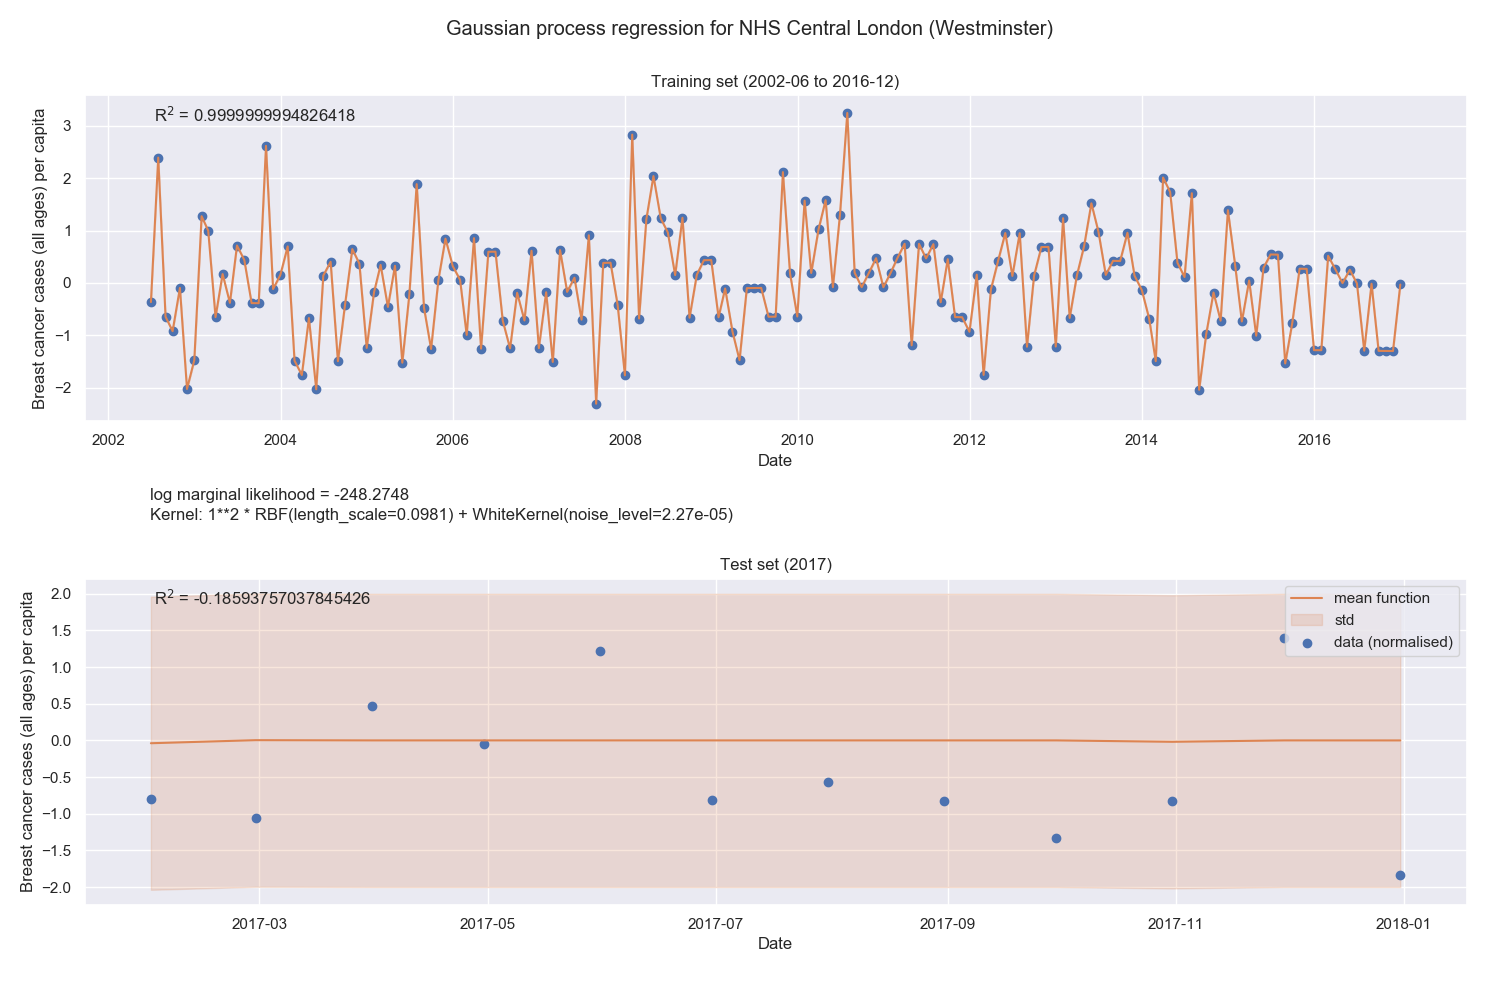 Gaussian process regression for NHS Central London (Westminster)
Training set (2002-06 to 2016-12)
R² = 0.9999999994826418
Breast cancer cases (all ages) per capita
3
2
1
0
−1
−2
2002 2004 2006 2008 2010 2012 2014 2016
Date
log marginal likelihood = -248.2748
Kernel: 1**2 * RBF(length_scale=0.0981) + WhiteKernel(noise_level=2.27e-05)
Test set (2017)
R² = -0.18593757037845426
mean function
std
data (normalised)
Breast cancer cases (all ages) per capita
2.0
1.5
1.0
0.5
0.0
−0.5
−1.0
−1.5
−2.0
2017-03 2017-05 2017-07 2017-09 2017-11 2018-01
Date